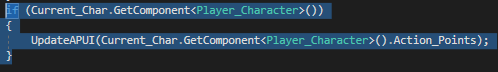 if (Current_Char.GetComponent<Player_Character>())
{
UpdateAPUI(Current_Char.GetComponent<Player_Character>().Action_Points);
}